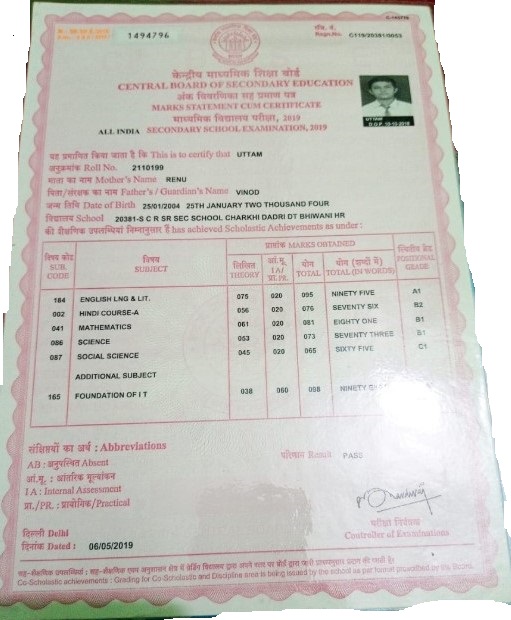 1494796
रजि. सं.
Regn.No. C119/20381/0053
केन्द्रीय माध्यमिक शिक्षा बोर्ड
CENTRAL BOARD OF SECONDARY EDUCATION
अंक विवरणिका सह प्रमाण पत्र
MARKS STATEMENT CUM CERTIFICATE
माध्यमिक विद्यालय परीक्षा, 2019
ALL INDIA SECONDARY SCHOOL EXAMINATION, 2019
UTTAM
यह प्रमाणित किया जाता है कि This is to certify that UTTAM
अनुक्रमांक Roll No. 2110199
माता का नाम Mother's Name RENU
पिता/संरक्षक का नाम Father's / Guardian's Name VINOD
जन्म तिथि Date of Birth 25/01/2004 25TH JANUARY TWO THOUSAND FOUR
विद्यालय School 20381-S C R SR SEC SCHOOL CHARKHI DADRI DT BHIWANI HR
की शैक्षणिक उपलब्धियां निम्नानुसार हैं has achieved Scholastic Achievements as under :
प्राप्तांक MARKS OBTAINED
विषय कोड विषय लिखित आं.मू. योग योग (शब्दों में) स्थितीय ग्रेड
SUB. CODE SUBJECT THEORY I A / प्रा. PR. TOTAL TOTAL (IN WORDS) POSITIONAL GRADE
184 ENGLISH LNG & LIT. 075 020 095 NINETY FIVE A1
002 HINDI COURSE-A 056 020 076 SEVENTY SIX B2
041 MATHEMATICS 061 020 081 EIGHTY ONE B1
086 SCIENCE 053 020 073 SEVENTY THREE B1
087 SOCIAL SCIENCE 045 020 065 SIXTY FIVE C1
ADDITIONAL SUBJECT
165 FOUNDATION OF I T 038 060 098 NINETY
संक्षिप्तियों का अर्थ : Abbreviations
परिणाम Result PASS
AB : अनुपस्थित Absent
आं.मू. : आंतरिक मूल्यांकन
I A : Internal Assessment
प्रा./PR. : प्रायोगिक/Practical
दिल्ली Delhi
दिनांक Dated : 06/05/2019
परीक्षा नियंत्रक
Controller of Examinations
Co-Scholastic achievements : Grading for Co-Scholastic and Discipline area is being issued by the school as per format prescribed by the Board.